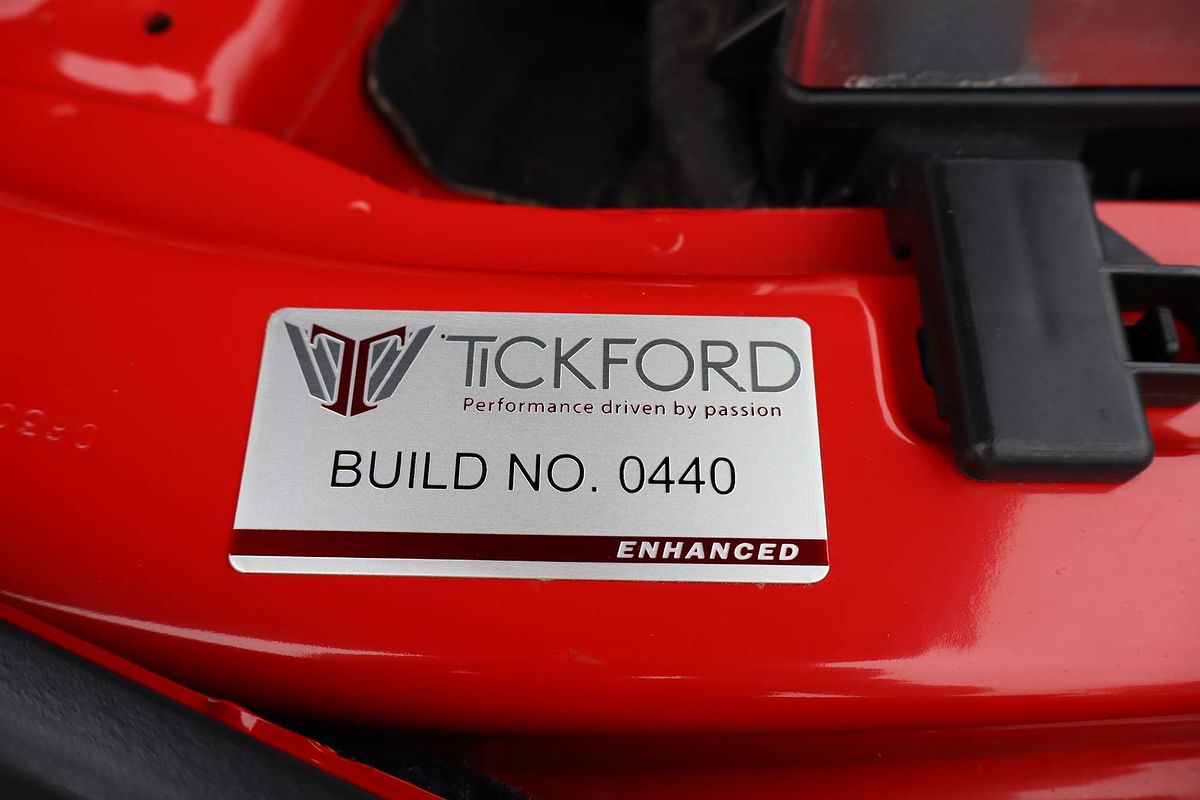 TICKFORD
Performance driven by passion
BUILD NO. 0440
ENHANCED